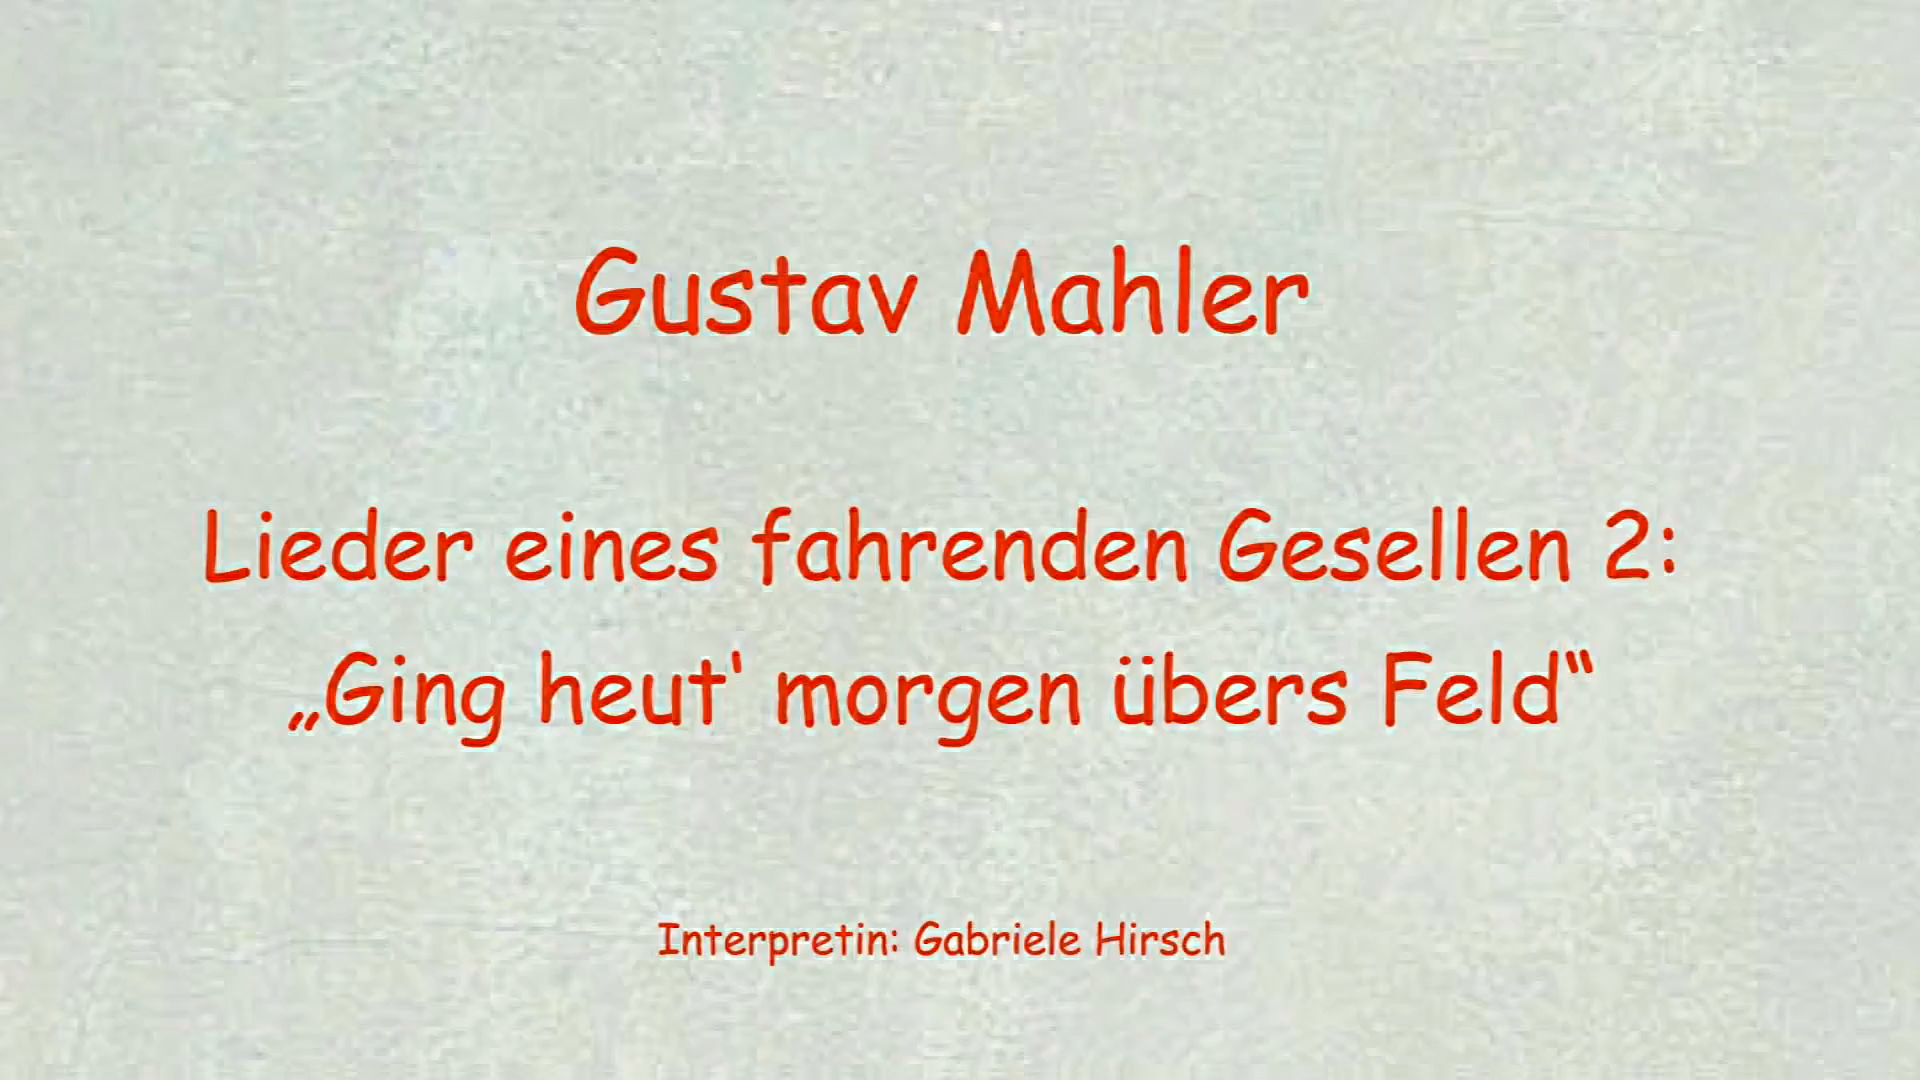 Gustav Mahler
Lieder eines fahrenden Gesellen 2:
„Ging heut' morgen übers Feld“
Interpretin: Gabriele Hirsch